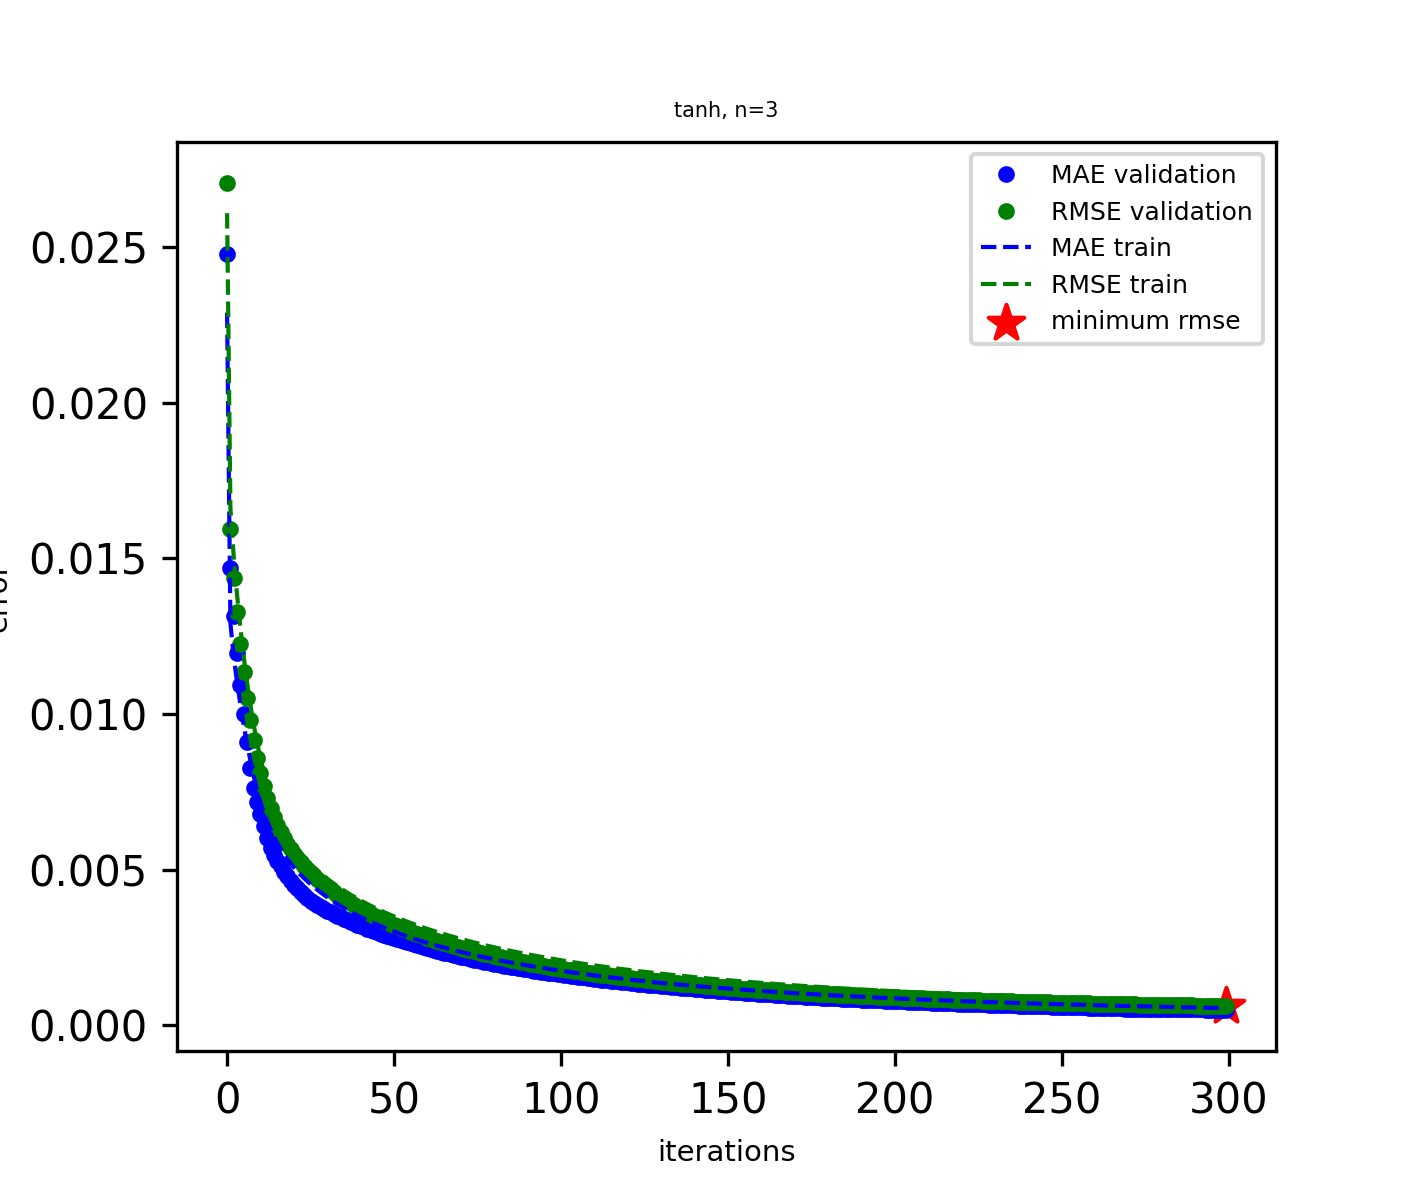 tanh, n=3
MAE validation
RMSE validation
MAE train
RMSE train
minimum rmse
0.025
0.020
0.015
0.010
0.005
0.000
0 50 100 150 200 250 300
iterations